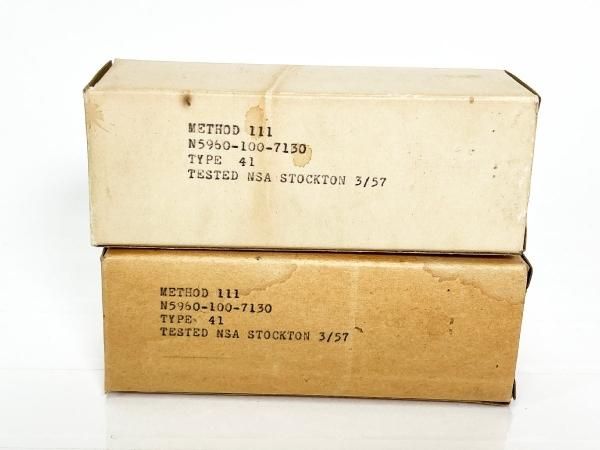 METHOD 111
N5960-100-7130
TYPE 41
TESTED NSA STOCKTON 3/57
METHOD 111
N5960-100-7130
TYPE 41
TESTED NSA STOCKTON 3/57